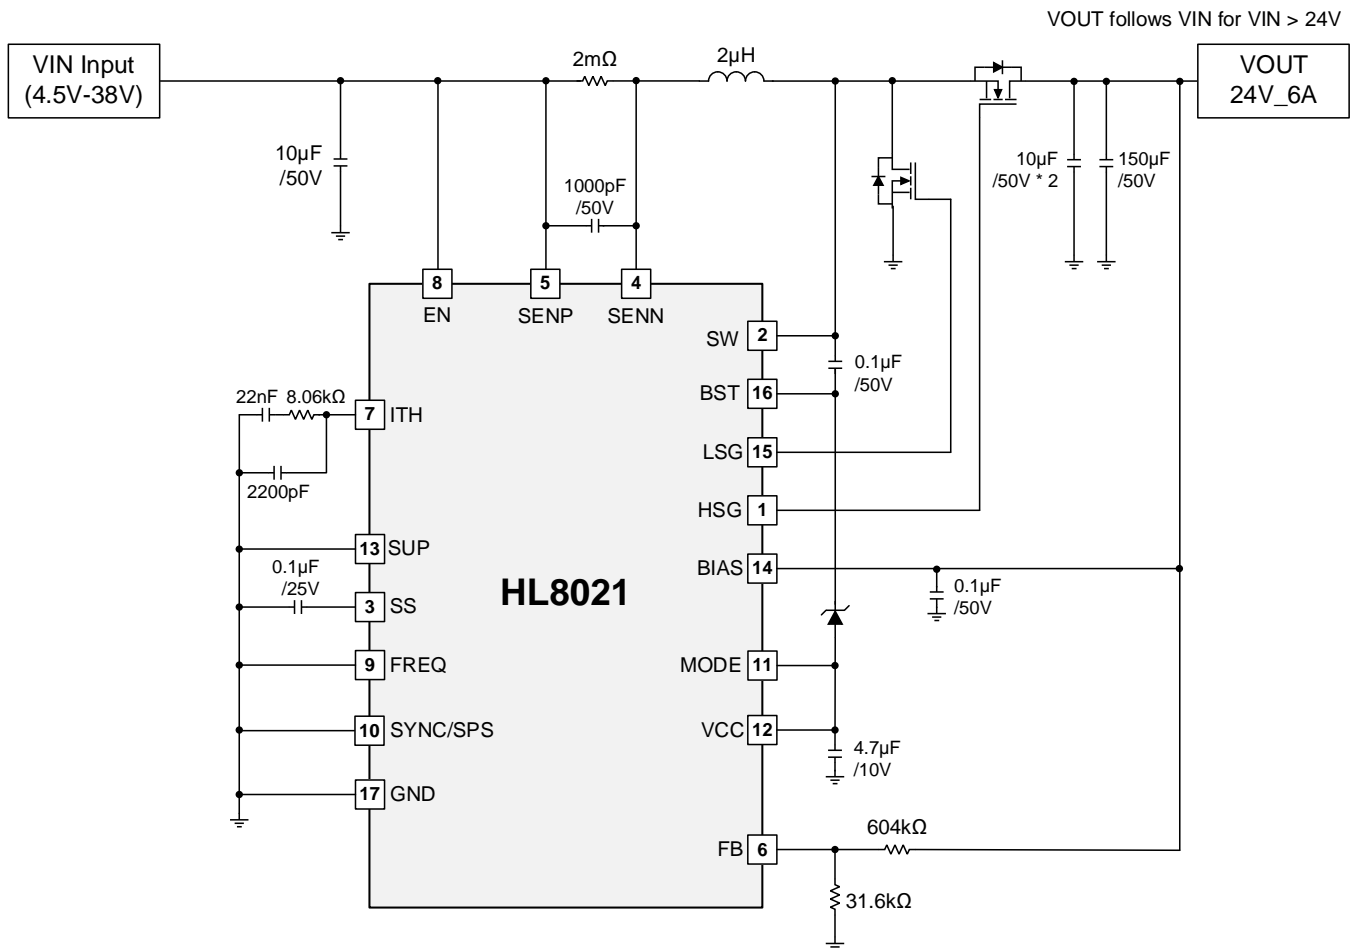 VOUT follows VIN for VIN > 24V
VIN Input
(4.5V-38V)
2mΩ
2µH
VOUT
24V_6A
10µF
/50V
1000pF
/50V
10µF
/50V * 2
150µF
/50V
8
EN
5
SENP
4
SENN
SW
2
0.1µF
/50V
BST
16
22nF
8.06kΩ
7
ITH
2200pF
LSG
15
HSG
1
13
SUP
BIAS
14
0.1µF
/50V
0.1µF
/25V
3
SS
HL8021
9
FREQ
MODE
11
10
SYNC/SPS
VCC
12
4.7µF
/10V
17
GND
FB
6
604kΩ
31.6kΩ